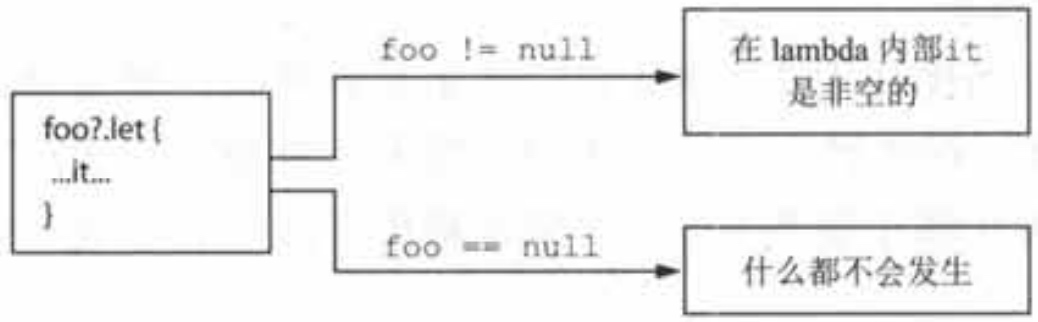 foo?.let {
...it...
}
foo != null
在 lambda 内部it
是非空的
foo == null
什么都不会发生